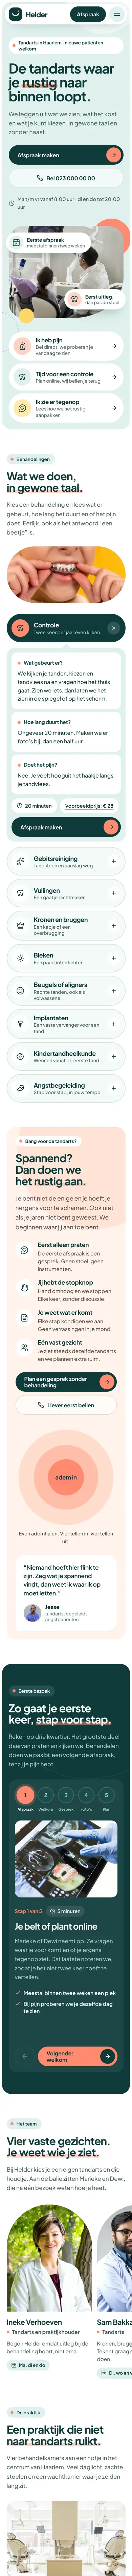 Helder
Afspraak
Tandarts in Haarlem · nieuwe patiënten
welkom
De tandarts waar
je rustig naar
binnen loopt.
We leggen uit wat we zien, wat het kost
en wat je kunt kiezen. In gewone taal en
zonder haast.
Afspraak maken
Bel 023 000 00 00
Ma t/m vr vanaf 8.00 uur · di en do tot 20.00
uur
Eerste afspraak
meestal binnen twee weken
Eerst uitleg,
dan pas de stoel
Ik heb pijn
Bel direct, we proberen je
vandaag te zien
Tijd voor een controle
Plan online, wij bellen je terug
Ik zie er tegenop
Lees hoe we het rustig
aanpakken
Behandelingen
Wat we doen,
in gewone taal.
Kies een behandeling en lees wat er
gebeurt, hoe lang het duurt en of het pijn
doet. Eerlijk, ook als het antwoord "een
beetje" is.
Controle
Twee keer per jaar even kijken
Wat gebeurt er?
We kijken je tanden, kiezen en
tandvlees na en vragen hoe het thuis
gaat. Zien we iets, dan laten we het
zien in de spiegel of op het scherm.
Hoe lang duurt het?
Ongeveer 20 minuten. Maken we er
foto's bij, dan een half uur.
Doet het pijn?
Nee. Je voelt hooguit het haakje langs
je tandvlees.
20 minuten
Voorbeeldprijs: € 28
Afspraak maken
Gebitsreiniging
Tandsteen en aanslag weg
Vullingen
Een gaatje dichtmaken
Kronen en bruggen
Een kapje of een
overbrugging
Bleken
Een paar tinten lichter
Beugels of aligners
Rechte tanden, ook als
volwassene
Implantaten
Een vaste vervanger voor een
tand
Kindertandheelkunde
Wennen vanaf de eerste tand
Angstbegeleiding
Stap voor stap, in jouw tempo
Bang voor de tandarts?
Spannend?
Dan doen we
het rustig aan.
Je bent niet de enige en je hoeft je
nergens voor te schamen. Ook niet
als je jaren niet bent geweest. We
beginnen waar jij aan toe bent.
Eerst alleen praten
De eerste afspraak is een
gesprek. Geen stoel, geen
instrumenten.
Jij hebt de stopknop
Hand omhoog en we stoppen.
Elke keer, zonder discussie.
Je weet wat er komt
Elke stap kondigen we aan.
Geen verrassingen in je mond.
Eén vast gezicht
Je ziet steeds dezelfde tandarts
en we plannen extra ruim.
Plan een gesprek zonder
behandeling
Liever eerst bellen
adem in
Even ademhalen. Vier tellen in, vier tellen
uit.
"Niemand hoeft hier flink te
zijn. Zeg wat je spannend
vindt, dan weet ik waar ik op
moet letten."
Jesse
tandarts, begeleidt
angstpatiënten
Eerste bezoek
Zo gaat je eerste
keer, stap voor stap.
Reken op drie kwartier. Het grootste deel
daarvan praten en kijken we. Behandelen
doen we pas bij een volgende afspraak,
tenzij je pijn hebt.
1
2
3
4
5
Afspraak
Welkom
Gesprek
Foto's
Plan
Stap 1 van 5
5 minuten
Je belt of plant online
Marieke of Dewi neemt op. Ze vragen
waar je voor komt en of je ergens
tegenop ziet. Dat laatste noteren we,
zodat je het niet nog een keer hoeft te
vertellen.
Meestal binnen twee weken een plek
Bij pijn proberen we je dezelfde dag
te zien
Volgende:
welkom
Het team
Vier vaste gezichten.
Je weet wie je ziet.
Bij Helder kies je een eigen tandarts en die
houd je. Aan de balie zitten Marieke en Dewi,
die na één bezoek weten hoe je heet.
Ineke Verhoeven
Tandarts en praktijkhouder
Begon Helder omdat uitleg bij de
behandeling hoort, niet erna.
Ma, di en do
Sam Bakka
Tandarts
Kronen, brugg
Tekent graag e
doen.
Di, wo en v
De praktijk
Een praktijk die niet
naar tandarts ruikt.
Vier behandelkamers aan een hofje in het
centrum van Haarlem. Veel daglicht, zachte
stoelen en een wachtkamer waar je zelden
lang zit.